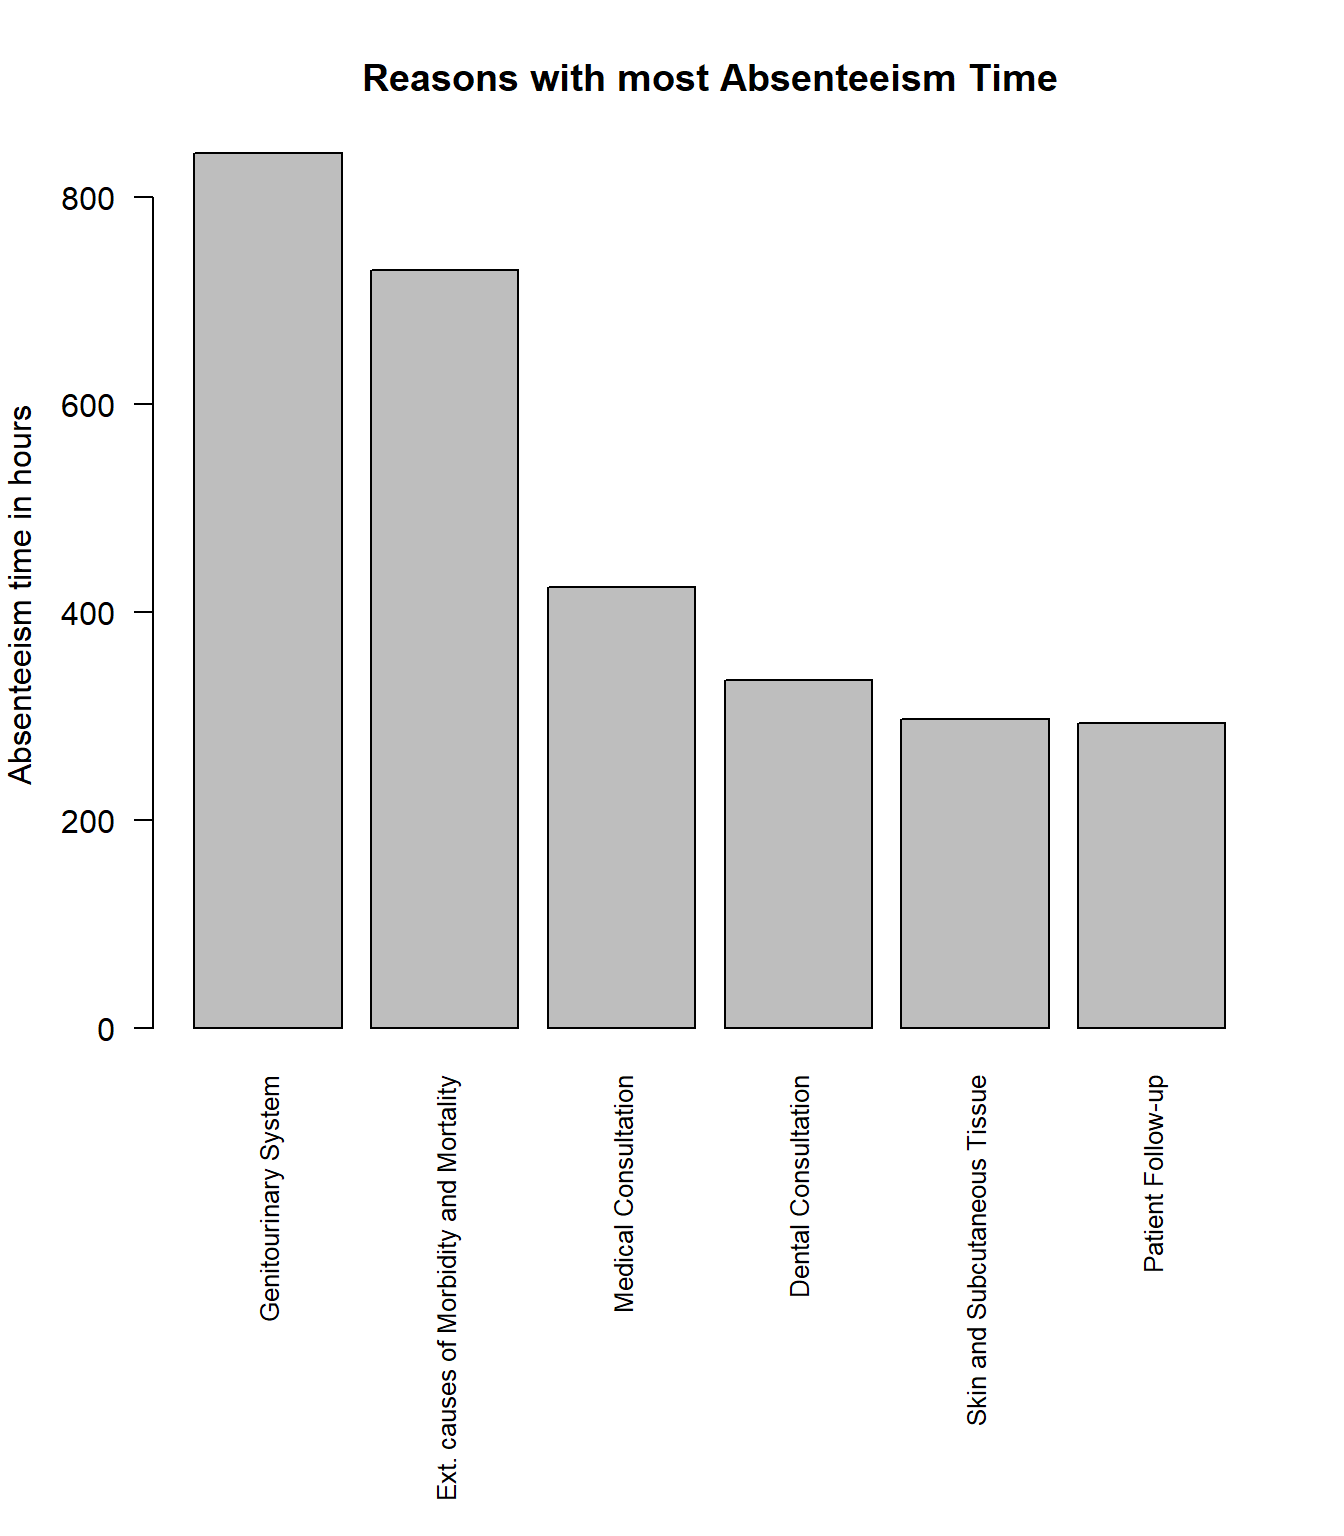 Reasons with most Absenteeism Time
Absenteeism time in hours
800
600
400
200
0
Genitourinary System
Ext. causes of Morbidity and Mortality
Medical Consultation
Dental Consultation
Skin and Subcutaneous Tissue
Patient Follow-up